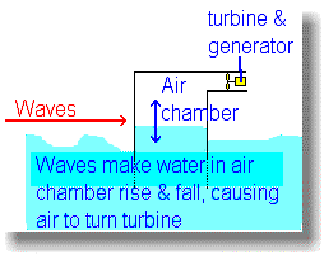 turbine &
generator
Air
chamber
Waves
Waves make water in air
chamber rise & fall, causing
air to turn turbine